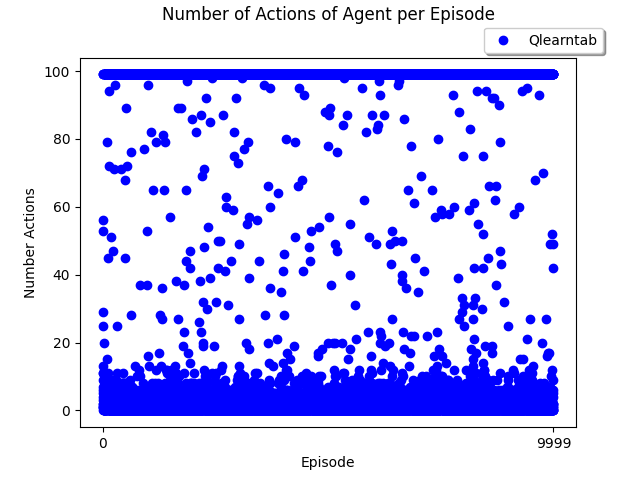 Number of Actions of Agent per Episode
Qlearntab
100
80
60
40
20
0
Number Actions
0
9999
Episode